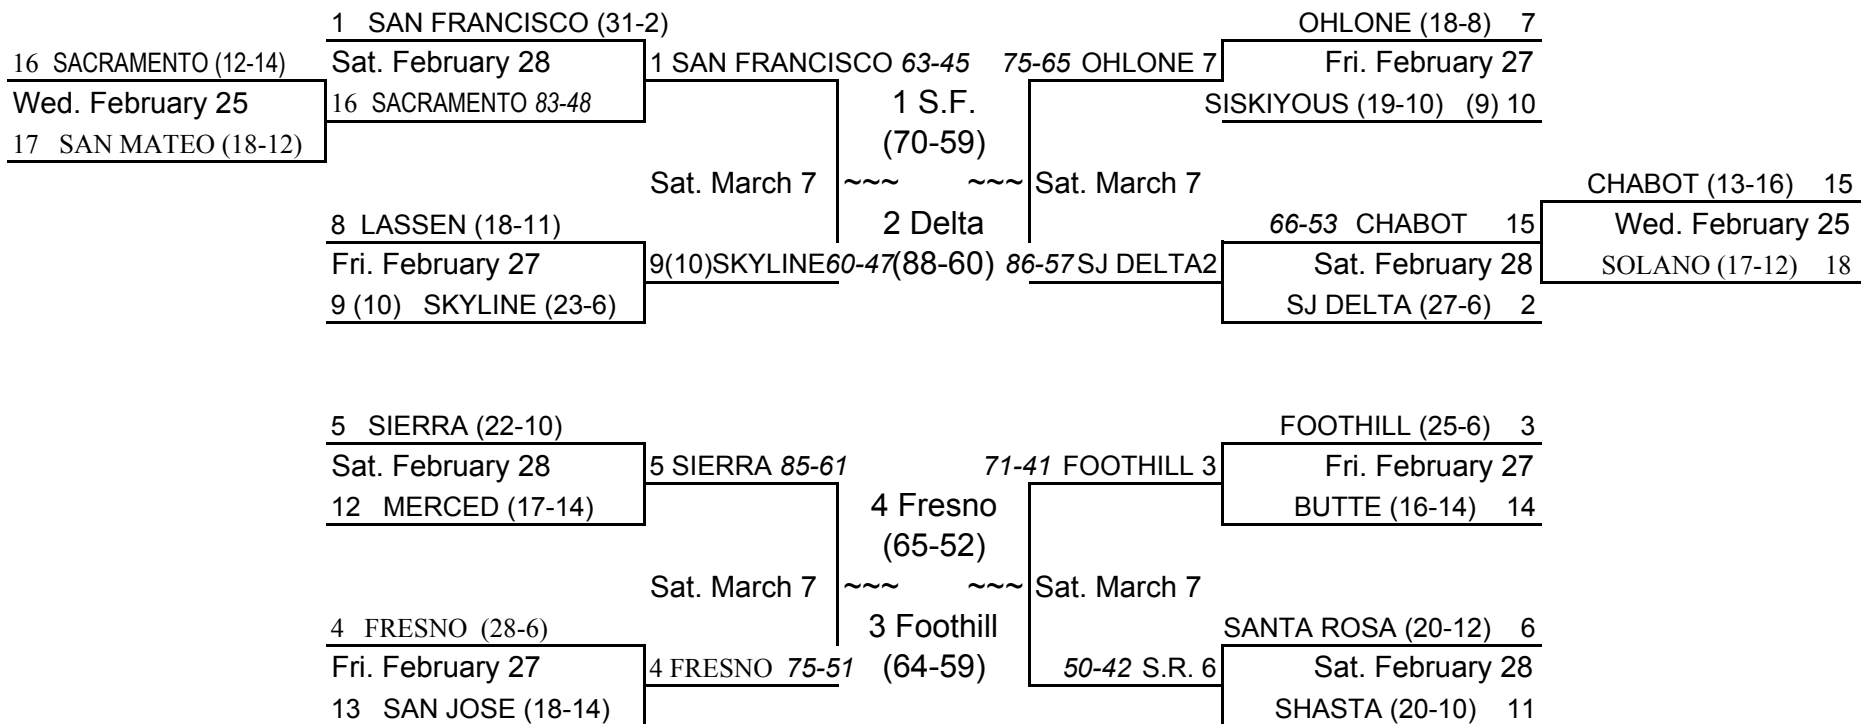 1 SAN FRANCISCO (31-2)
OHLONE (18-8) 7
16 SACRAMENTO (12-14)
Sat. February 28
1 SAN FRANCISCO 63-45
75-65 OHLONE 7
Fri. February 27
Wed. February 25
16 SACRAMENTO 83-48
1 S.F.
SISKIYOUS (19-10) (9) 10
17 SAN MATEO (18-12)
(70-59)
Sat. March 7
~~~ ~~~
Sat. March 7
CHABOT (13-16) 15
8 LASSEN (18-11)
2 Delta
66-53 CHABOT 15
Wed. February 25
Fri. February 27
9(10)SKYLINE60-47
(88-60)
86-57SJ DELTA2
Sat. February 28
SOLANO (17-12) 18
9 (10) SKYLINE (23-6)
SJ DELTA (27-6) 2
5 SIERRA (22-10)
FOOTHILL (25-6) 3
Sat. February 28
5 SIERRA 85-61
71-41 FOOTHILL 3
Fri. February 27
12 MERCED (17-14)
4 Fresno
BUTTE (16-14) 14
(65-52)
Sat. March 7
~~~ ~~~
Sat. March 7
4 FRESNO (28-6)
3 Foothill
SANTA ROSA (20-12) 6
Fri. February 27
4 FRESNO 75-51
(64-59)
50-42 S.R. 6
Sat. February 28
13 SAN JOSE (18-14)
SHASTA (20-10) 11